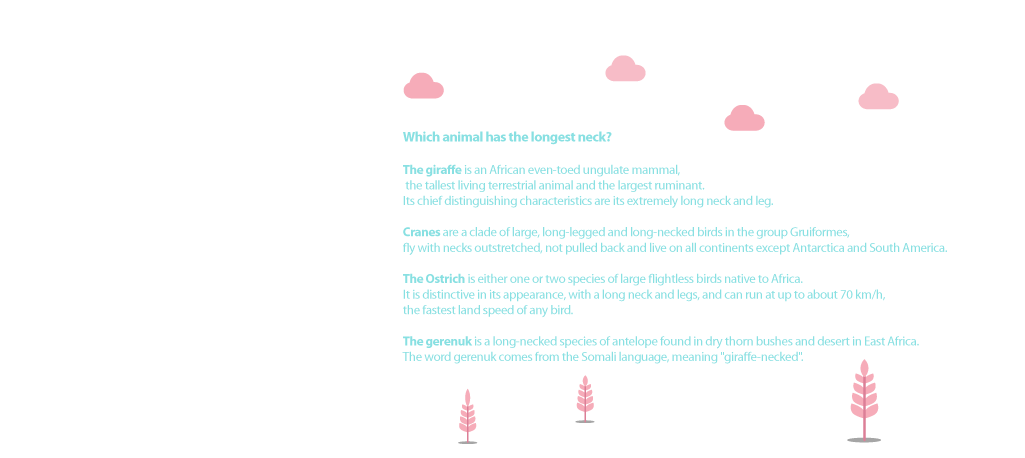 Which animal has the longest neck?
The giraffe is an African even-toed ungulate mammal,
the tallest living terrestrial animal and the largest ruminant.
Its chief distinguishing characteristics are its extremely long neck and leg.
Cranes are a clade of large, long-legged and long-necked birds in the group Gruiformes,
fly with necks outstretched, not pulled back and live on all continents except Antarctica and South America.
The Ostrich is either one or two species of large flightless birds native to Africa.
It is distinctive in its appearance, with a long neck and legs, and can run at up to about 70 km/h,
the fastest land speed of any bird.
The gerenuk is a long-necked species of antelope found in dry thorn bushes and desert in East Africa.
The word gerenuk comes from the Somali language, meaning "giraffe-necked".